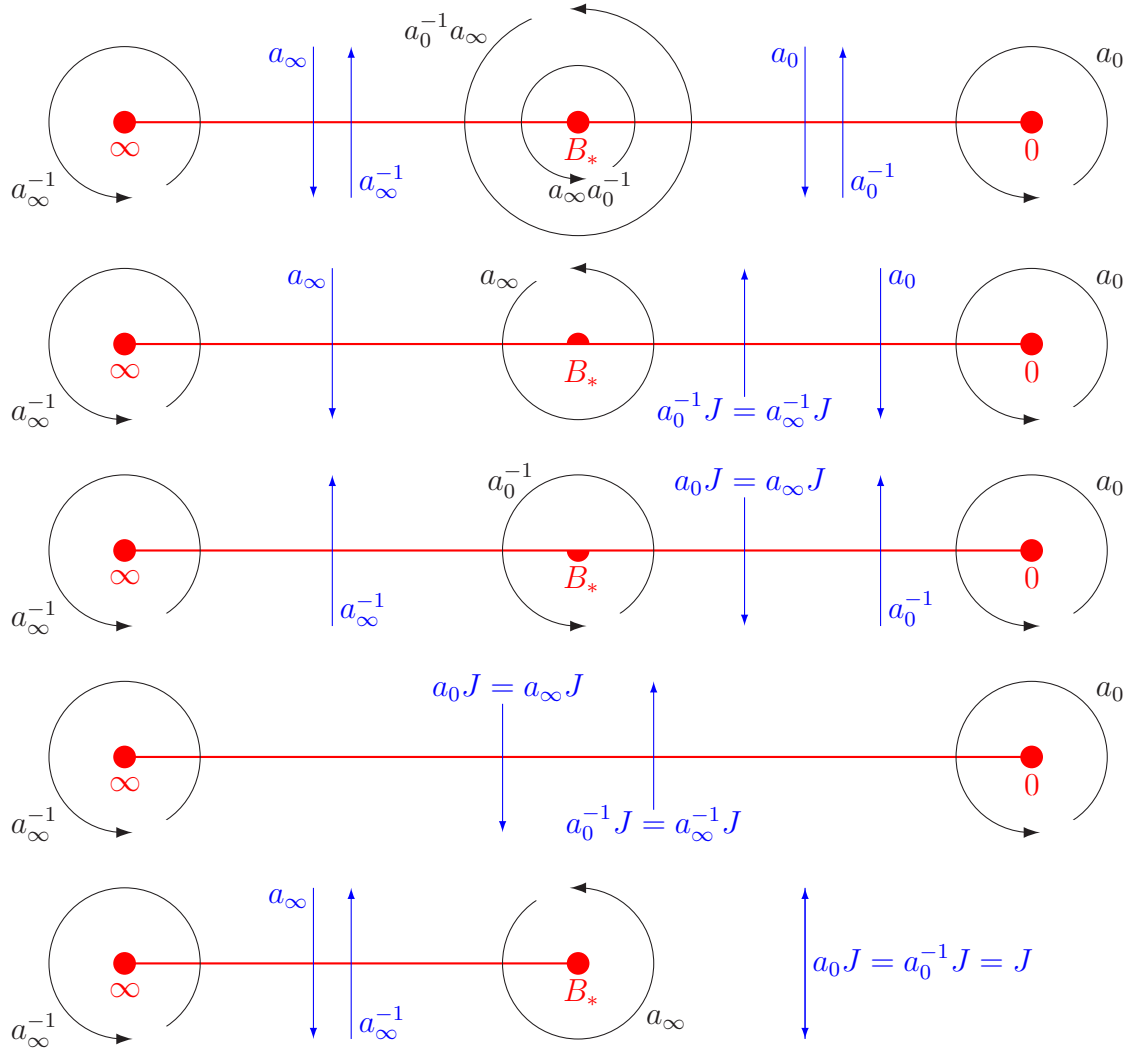 a_0^{-1}a_∞
a_∞ a_0 a_0
∞ B_* 0
a_∞^{-1} a_∞^{-1} a_∞a_0^{-1} a_0^{-1}
a_∞ a_∞ a_0 a_0
∞ B_* 0
a_∞^{-1} a_0^{-1}J = a_∞^{-1}J
a_0^{-1} a_0J = a_∞J a_0
∞ B_* 0
a_∞^{-1} a_∞^{-1} a_0^{-1}
a_0J = a_∞J a_0
∞ 0
a_∞^{-1} a_0^{-1}J = a_∞^{-1}J
a_∞
a_0J = a_0^{-1}J = J
∞ B_*
a_∞^{-1} a_∞^{-1} a_∞